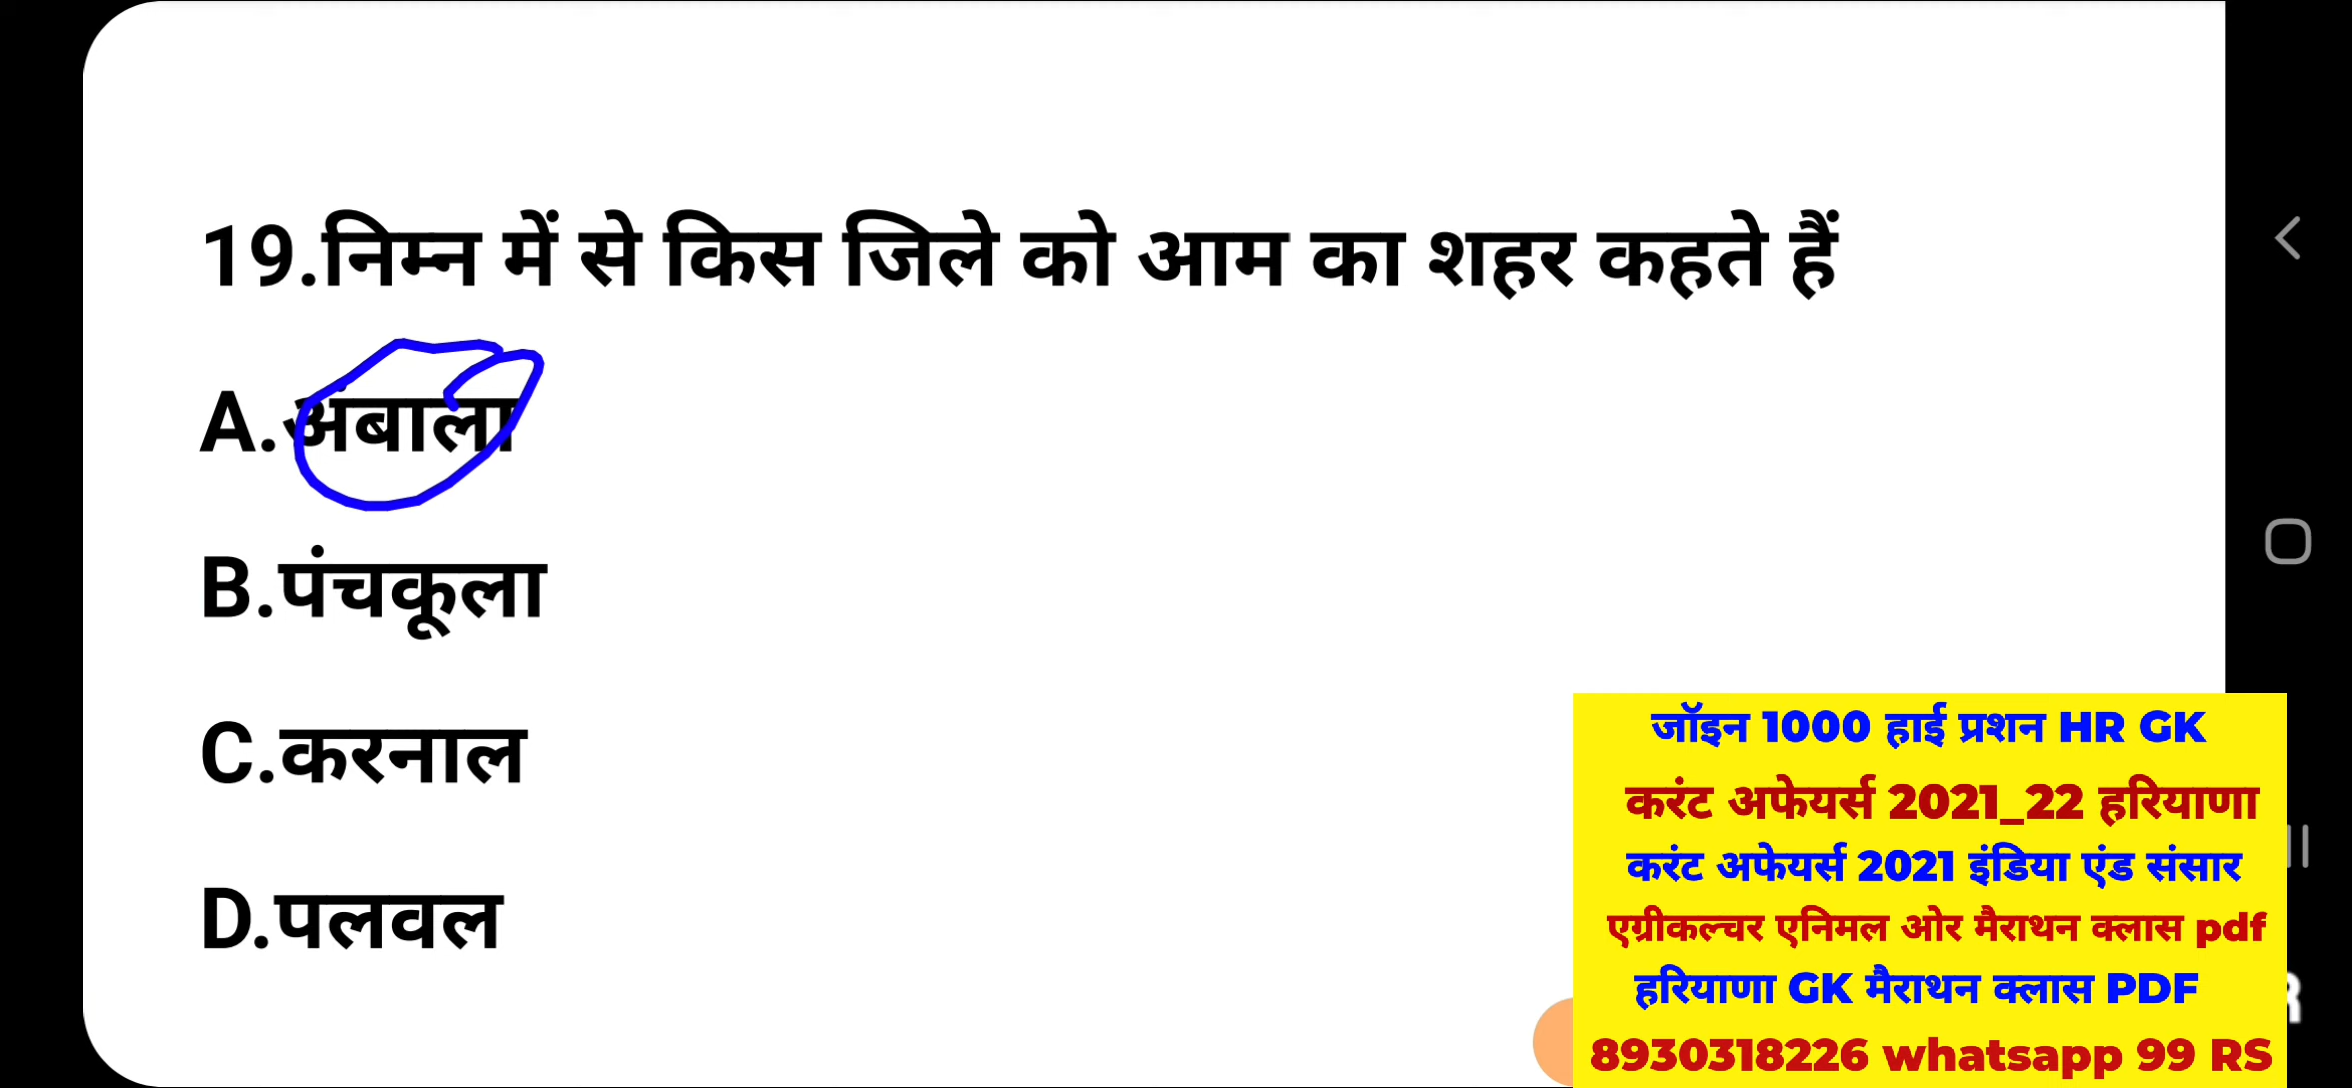 19.निम्न में से किस जिले को आम का शहर कहते हैं
A.अंबाला
B.पंचकूला
C.करनाल
D.पलवल
जॉइन 1000 हाई प्रशन HR GK
करंट अफेयर्स 2021_22 हरियाणा
करंट अफेयर्स 2021 इंडिया एंड संसार
एग्रीकल्चर एनिमल ओर मैराथन क्लास pdf
हरियाणा GK मैराथन क्लास PDF
8930318226 whatsapp 99 RS